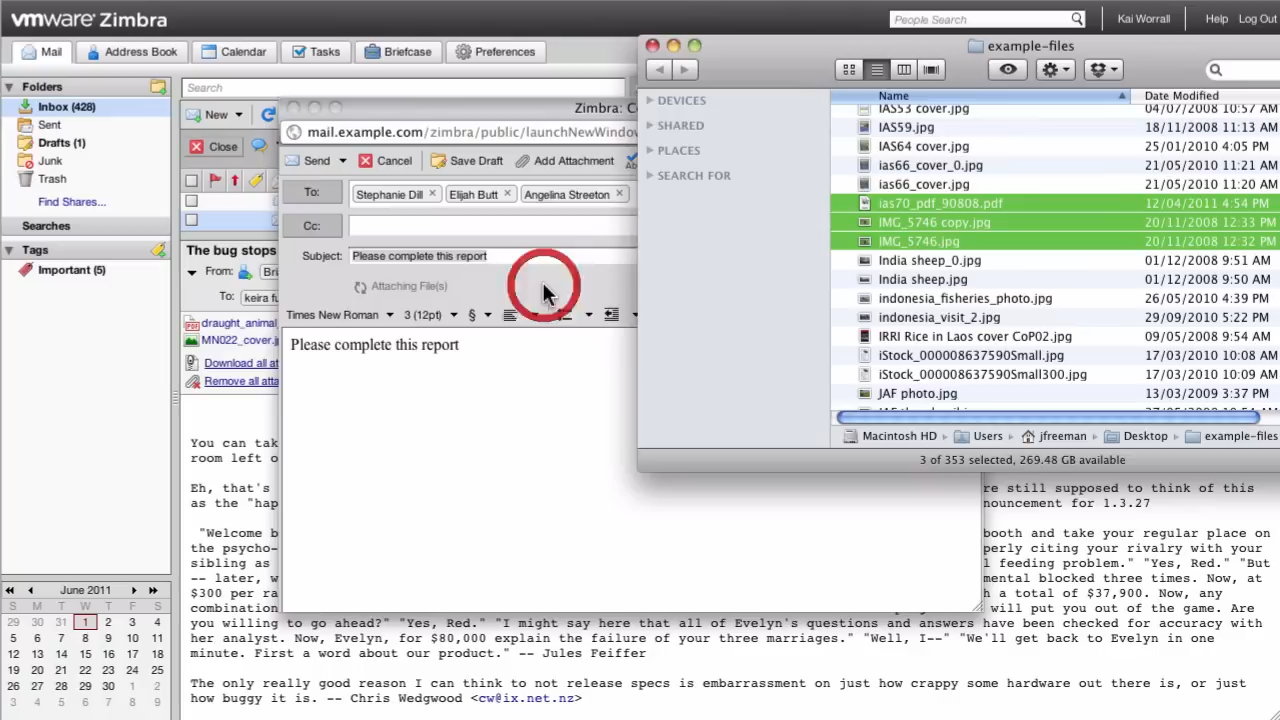 vmware Zimbra
People Search
Kai Worrall
Help
Log Out
Mail
Address Book
Calendar
Tasks
Briefcase
Preferences
Folders
Inbox (428)
Sent
Drafts (1)
Junk
Trash
Find Shares...
Searches
Tags
Important (5)
June 2011
S M T W T F S
29 30 31 1 2 3 4
5 6 7 8 9 10 11
12 13 14 15 16 17 18
19 20 21 22 23 24 25
26 27 28 29 30 1 2
3 4 5 6 7 8 9
Search
New
Close
The bug stops
From:
To: keira fu
draught_animal
MN022_cover.j
Download all at
Remove all atta
Zimbra: Co
mail.example.com/zimbra/public/launchNewWindow
Send
Cancel
Save Draft
Add Attachment
To:
Stephanie Dill
Elijah Butt
Angelina Streeton
Cc:
Subject: Please complete this report
Attaching File(s)
Times New Roman
3 (12pt)
§
Please complete this report
example-files
DEVICES
SHARED
PLACES
SEARCH FOR
Name Date Modified
IAS53 cover.jpg 04/07/2008 10:57 AM
IAS59.jpg 18/11/2008 11:13 AM
IAS64 cover.jpg 25/01/2010 4:05 PM
ias66_cover_0.jpg 21/05/2010 11:21 AM
ias66_cover.jpg 21/05/2010 11:20 AM
ias70_pdf_90808.pdf 12/04/2011 4:54 PM
IMG_5746 copy.jpg 20/11/2008 12:33 PM
IMG_5746.jpg 20/11/2008 12:32 PM
India sheep_0.jpg 01/12/2008 9:51 AM
India sheep.jpg 01/12/2008 9:50 AM
indonesia_fisheries_photo.jpg 26/05/2010 4:39 PM
indonesia_visit_2.jpg 29/09/2010 5:22 PM
IRRI Rice in Laos cover CoP02.jpg 09/05/2008 9:54 AM
iStock_000008637590Small.jpg 17/03/2010 10:08 AM
iStock_000008637590Small300.jpg 17/03/2010 10:09 AM
JAF photo.jpg 13/03/2009 3:37 PM
Macintosh HD
Users
jfreeman
Desktop
example-files
3 of 353 selected, 269.48 GB available
You can tak
room left o
Eh, that's re still supposed to think of this
as the "hap nouncement for 1.3.27
"Welcome b booth and take your regular place on
the psycho- perly citing your rivalry with your
sibling as l feeding problem." "Yes, Red." "But
-- later, w mental blocked three times. Now, at
$300 per ra h a total of $37,900. Now, any
combination will put you out of the game. Are
you willing to go ahead?" "Yes, Red." "I might say here that all of Evelyn's questions and answers have been checked for accuracy with
her analyst. Now, Evelyn, for $80,000 explain the failure of your three marriages." "Well, I--" "We'll get back to Evelyn in one
minute. First a word about our product." -- Jules Feiffer
The only really good reason I can think to not release specs is embarrassment on just how crappy some hardware out there is, or just
how buggy it is. -- Chris Wedgwood <cw@ix.net.nz>